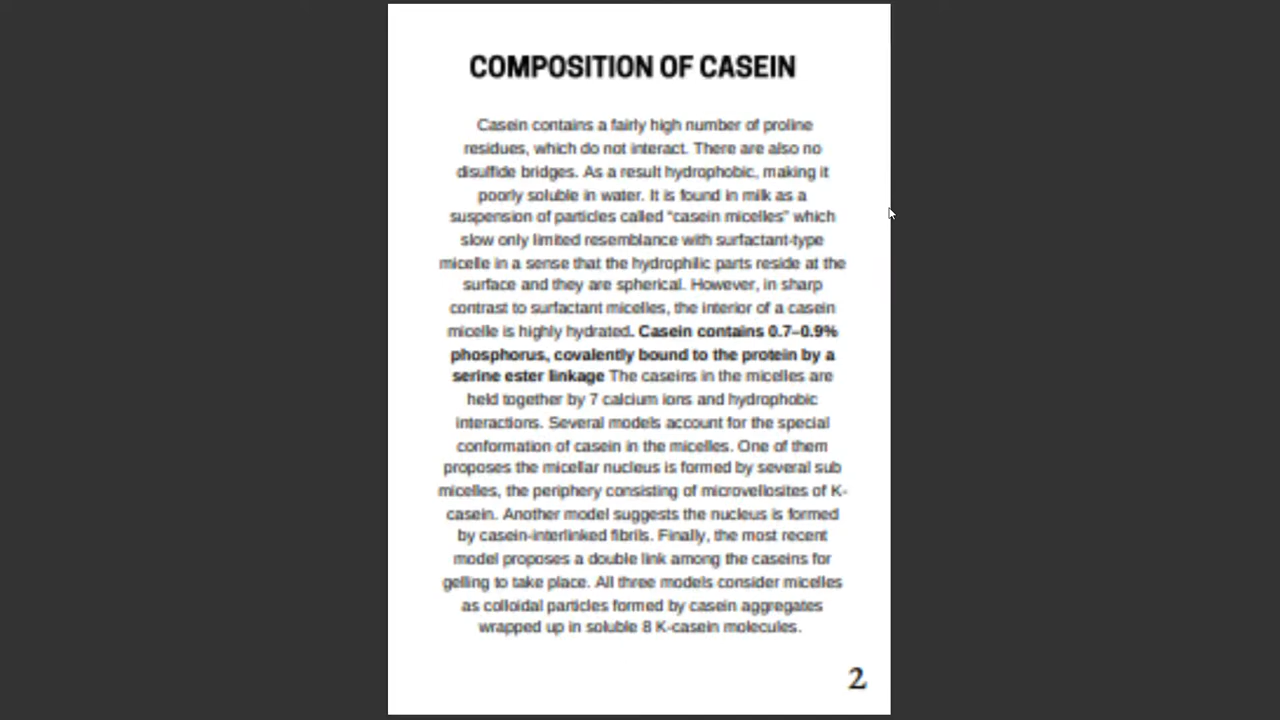 COMPOSITION OF CASEIN
Casein contains a fairly high number of proline
residues, which do not interact. There are also no
disulfide bridges. As a result hydrophobic, making it
poorly soluble in water. It is found in milk as a
suspension of particles called “casein micelles” which
slow only limited resemblance with surfactant-type
micelle in a sense that the hydrophilic parts reside at the
surface and they are spherical. However, in sharp
contrast to surfactant micelles, the interior of a casein
micelle is highly hydrated. Casein contains 0.7–0.9%
phosphorus, covalently bound to the protein by a
serine ester linkage The caseins in the micelles are
held together by 7 calcium ions and hydrophobic
interactions. Several models account for the special
conformation of casein in the micelles. One of them
proposes the micellar nucleus is formed by several sub
micelles, the periphery consisting of microvellosites of K-
casein. Another model suggests the nucleus is formed
by casein-interlinked fibrils. Finally, the most recent
model proposes a double link among the caseins for
gelling to take place. All three models consider micelles
as colloidal particles formed by casein aggregates
wrapped up in soluble 8 K-casein molecules.
2